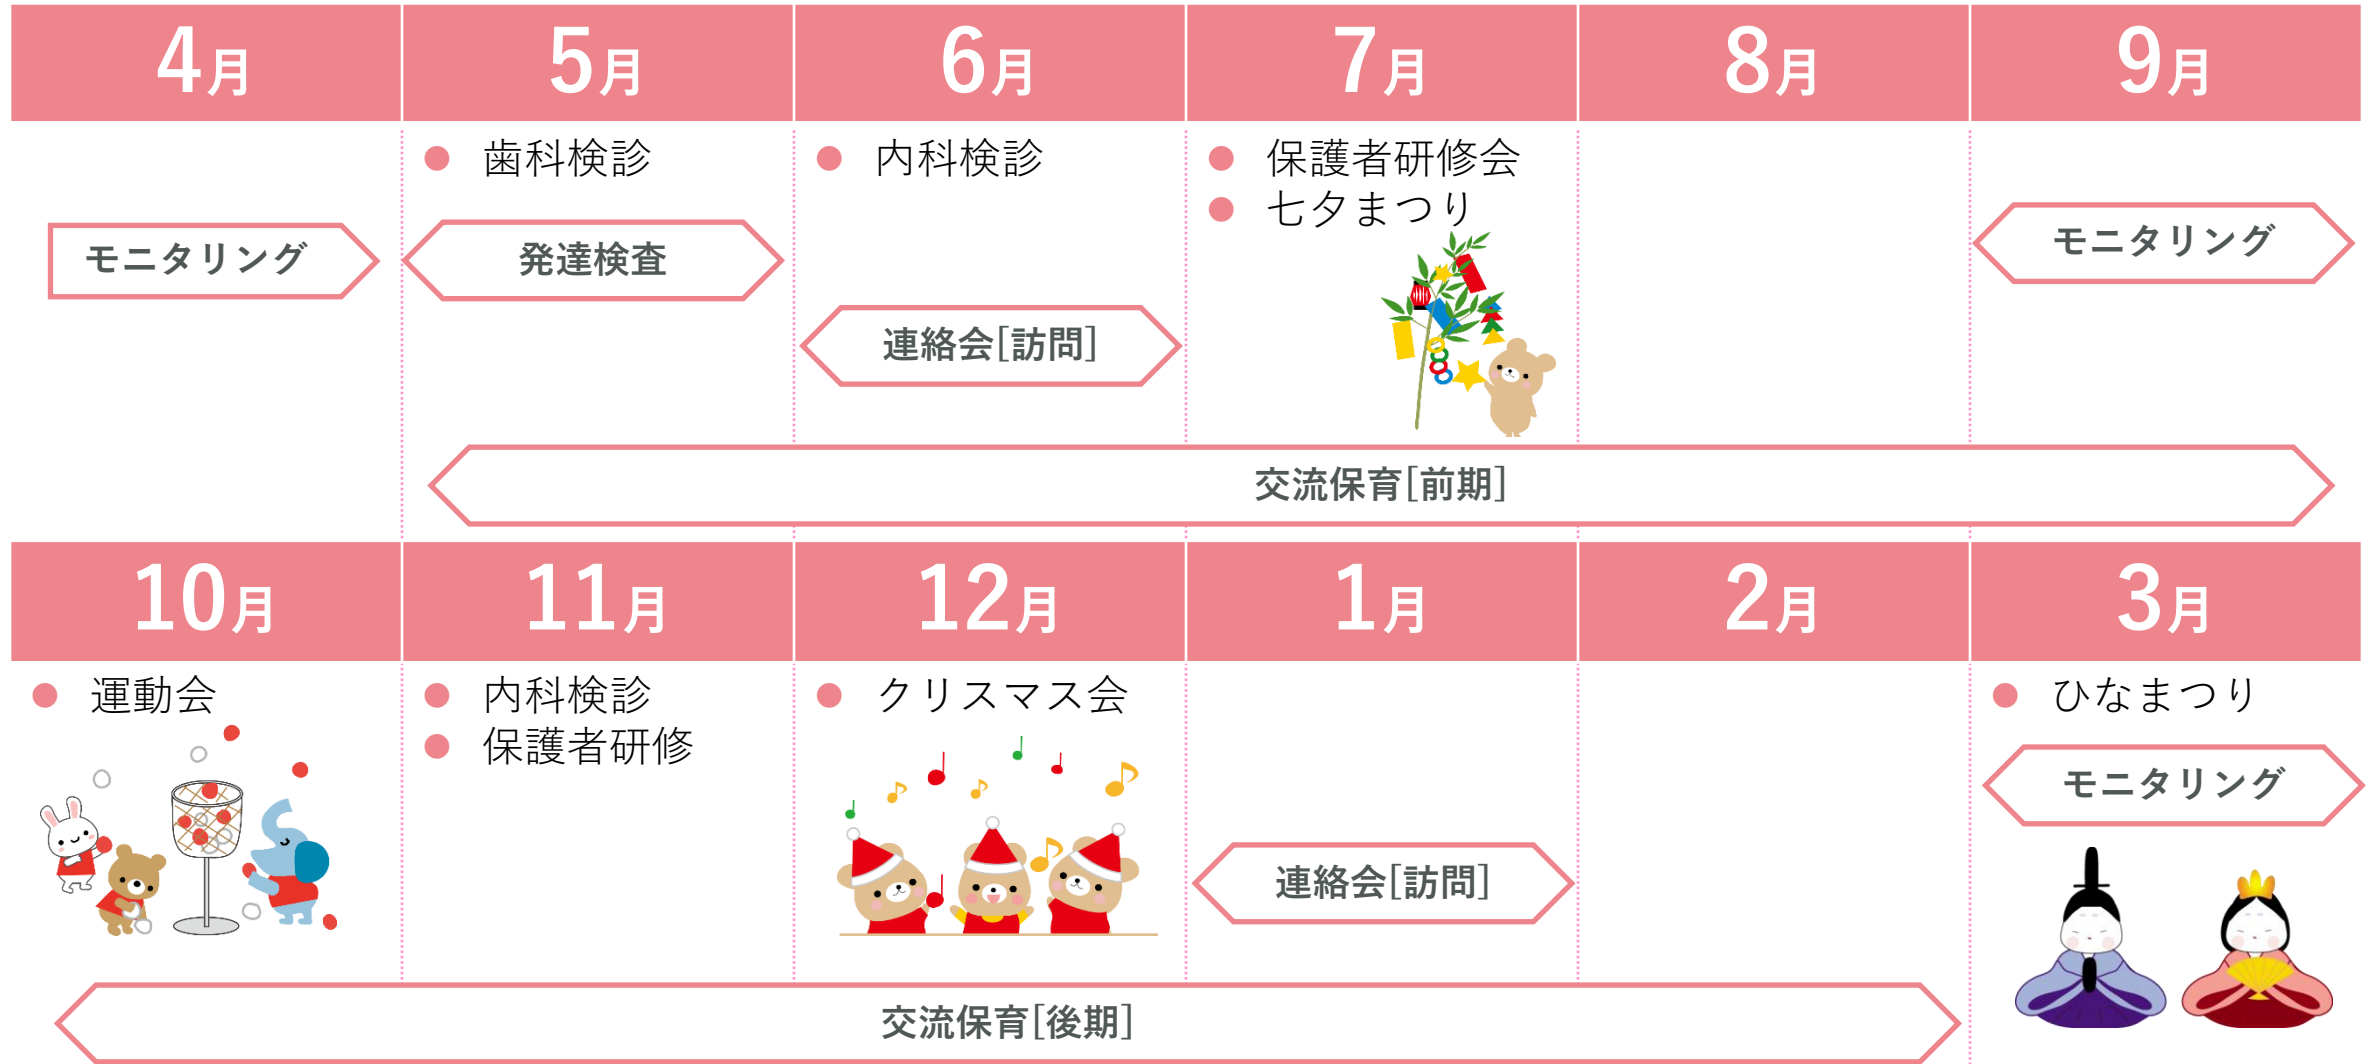 4月
5月
6月
7月
8月
9月
歯科検診
内科検診
保護者研修会
七夕まつり
モニタリング
発達検査
連絡会[訪問]
モニタリング
交流保育[前期]
10月
11月
12月
1月
2月
3月
運動会
内科検診
保護者研修
クリスマス会
ひなまつり
モニタリング
連絡会[訪問]
交流保育[後期]